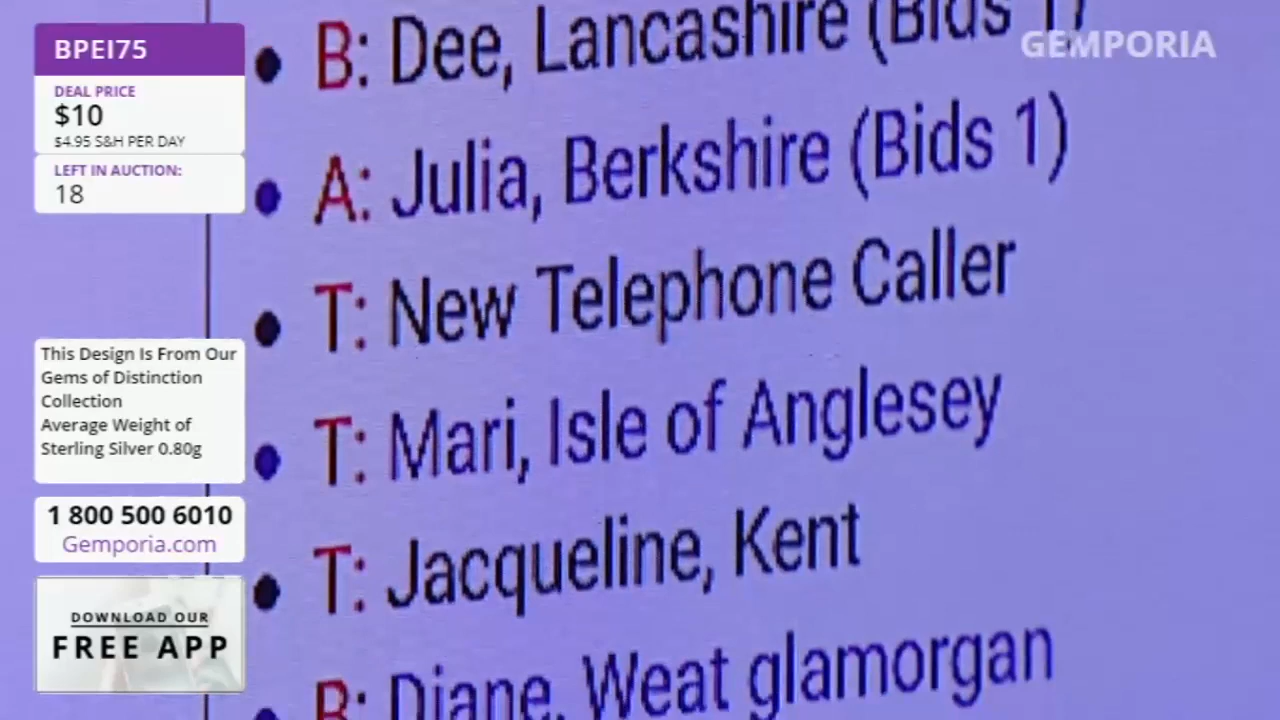 BPEI75
DEAL PRICE
$10
$4.95 S&H PER DAY
LEFT IN AUCTION:
18
This Design Is From Our
Gems of Distinction
Collection
Average Weight of
Sterling Silver 0.80g
1 800 500 6010
Gemporia.com
DOWNLOAD OUR
FREE APP
GEMPORIA
B: Dee, Lancashire (Bids 1)
A: Julia, Berkshire (Bids 1)
T: New Telephone Caller
T: Mari, Isle of Anglesey
T: Jacqueline, Kent
B: Diane, Weat glamorgan